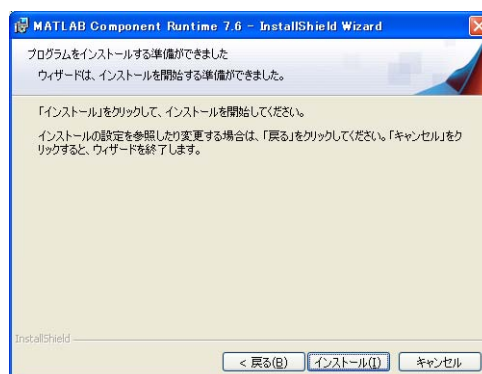 MATLAB Component Runtime 7.6 - InstallShield Wizard
プログラムをインストールする準備ができました
ウィザードは、インストールを開始する準備ができました。
「インストール」をクリックして、インストールを開始してください。
インストールの設定を参照したり変更する場合は、「戻る」をクリックしてください。「キャンセル」をク
リックすると、ウィザードを終了します。
InstallShield
< 戻る(B) インストール(I) キャンセル